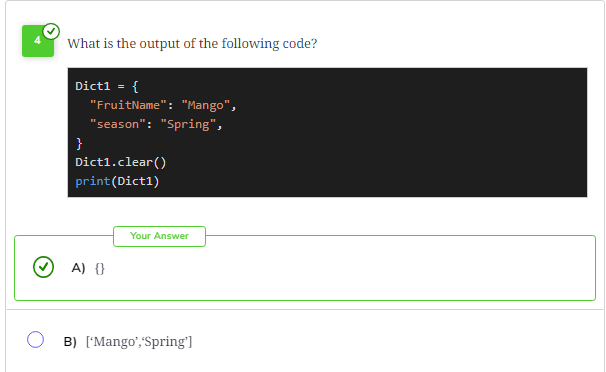 4
What is the output of the following code?
Dict1 = {
  "FruitName": "Mango",
  "season": "Spring",
}
Dict1.clear()
print(Dict1)
Your Answer
A) {}
B) [‘Mango’,‘Spring’]